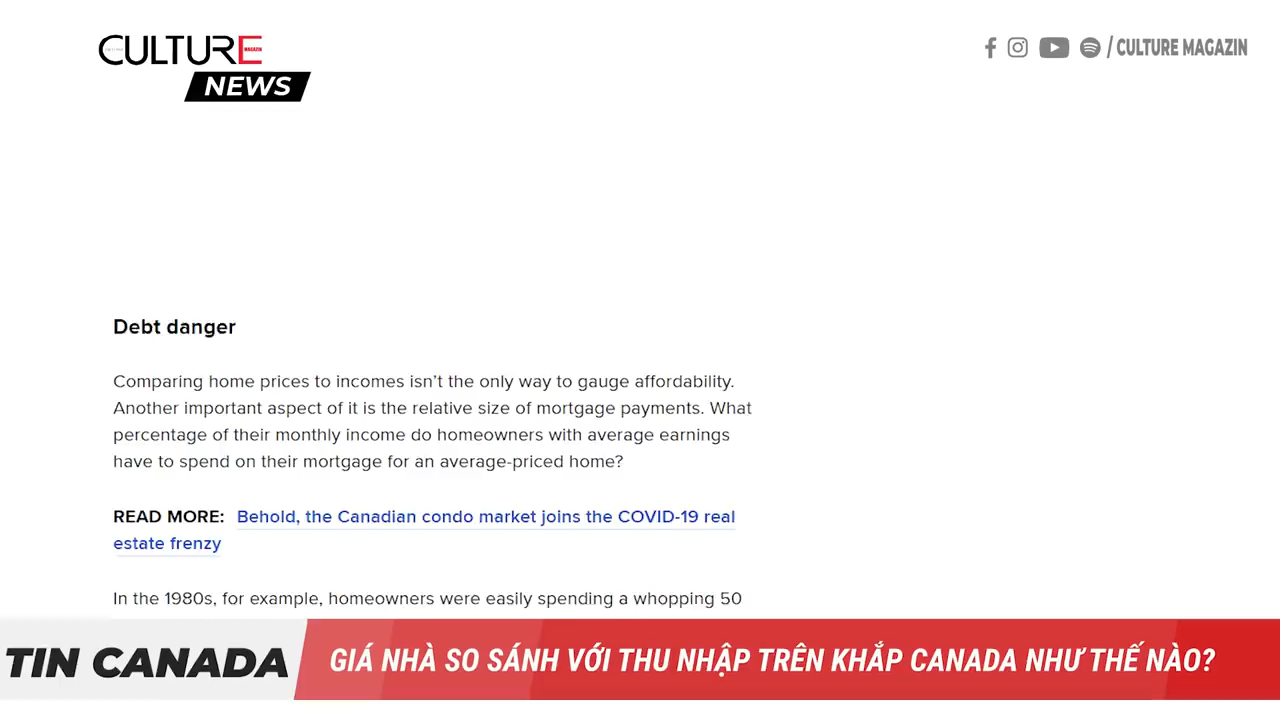 CULTURE
MAGAZIN
NEWS
/ CULTURE MAGAZIN
Debt danger
Comparing home prices to incomes isn't the only way to gauge affordability.
Another important aspect of it is the relative size of mortgage payments. What
percentage of their monthly income do homeowners with average earnings
have to spend on their mortgage for an average-priced home?
READ MORE: Behold, the Canadian condo market joins the COVID-19 real
estate frenzy
In the 1980s, for example, homeowners were easily spending a whopping 50
TIN CANADA
GIÁ NHÀ SO SÁNH VỚI THU NHẬP TRÊN KHẮP CANADA NHƯ THẾ NÀO?